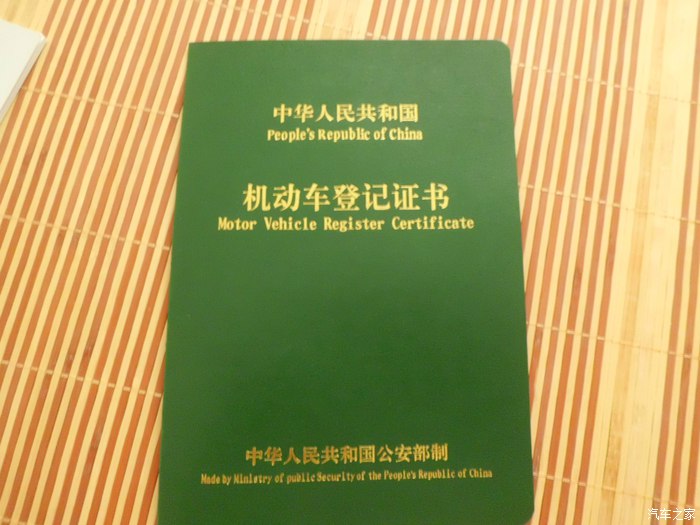 中华人民共和国
People's Republic of China
机动车登记证书
Motor Vehicle Register Certificate
中华人民共和国公安部制
Made by Ministry of public Security of the People's Republic of China
汽车之家